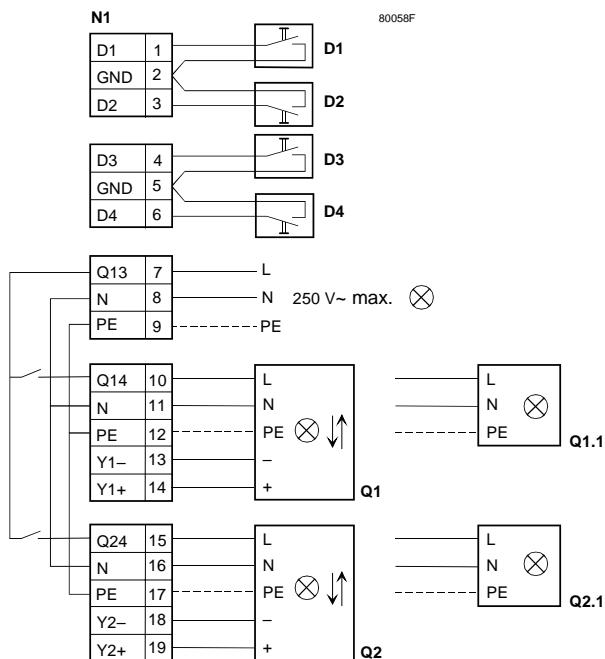 N1 80058F
D1 1 D1
GND 2
D2 3 D2
D3 4 D3
GND 5
D4 6 D4
Q13 7 L
N 8 N 250 V~ max.
PE 9 PE
Q14 10 L L
N 11 N N
PE 12 PE PE Q1.1
Y1– 13 –
Y1+ 14 + Q1
Q24 15 L L
N 16 N N
PE 17 PE PE Q2.1
Y2– 18 –
Y2+ 19 + Q2